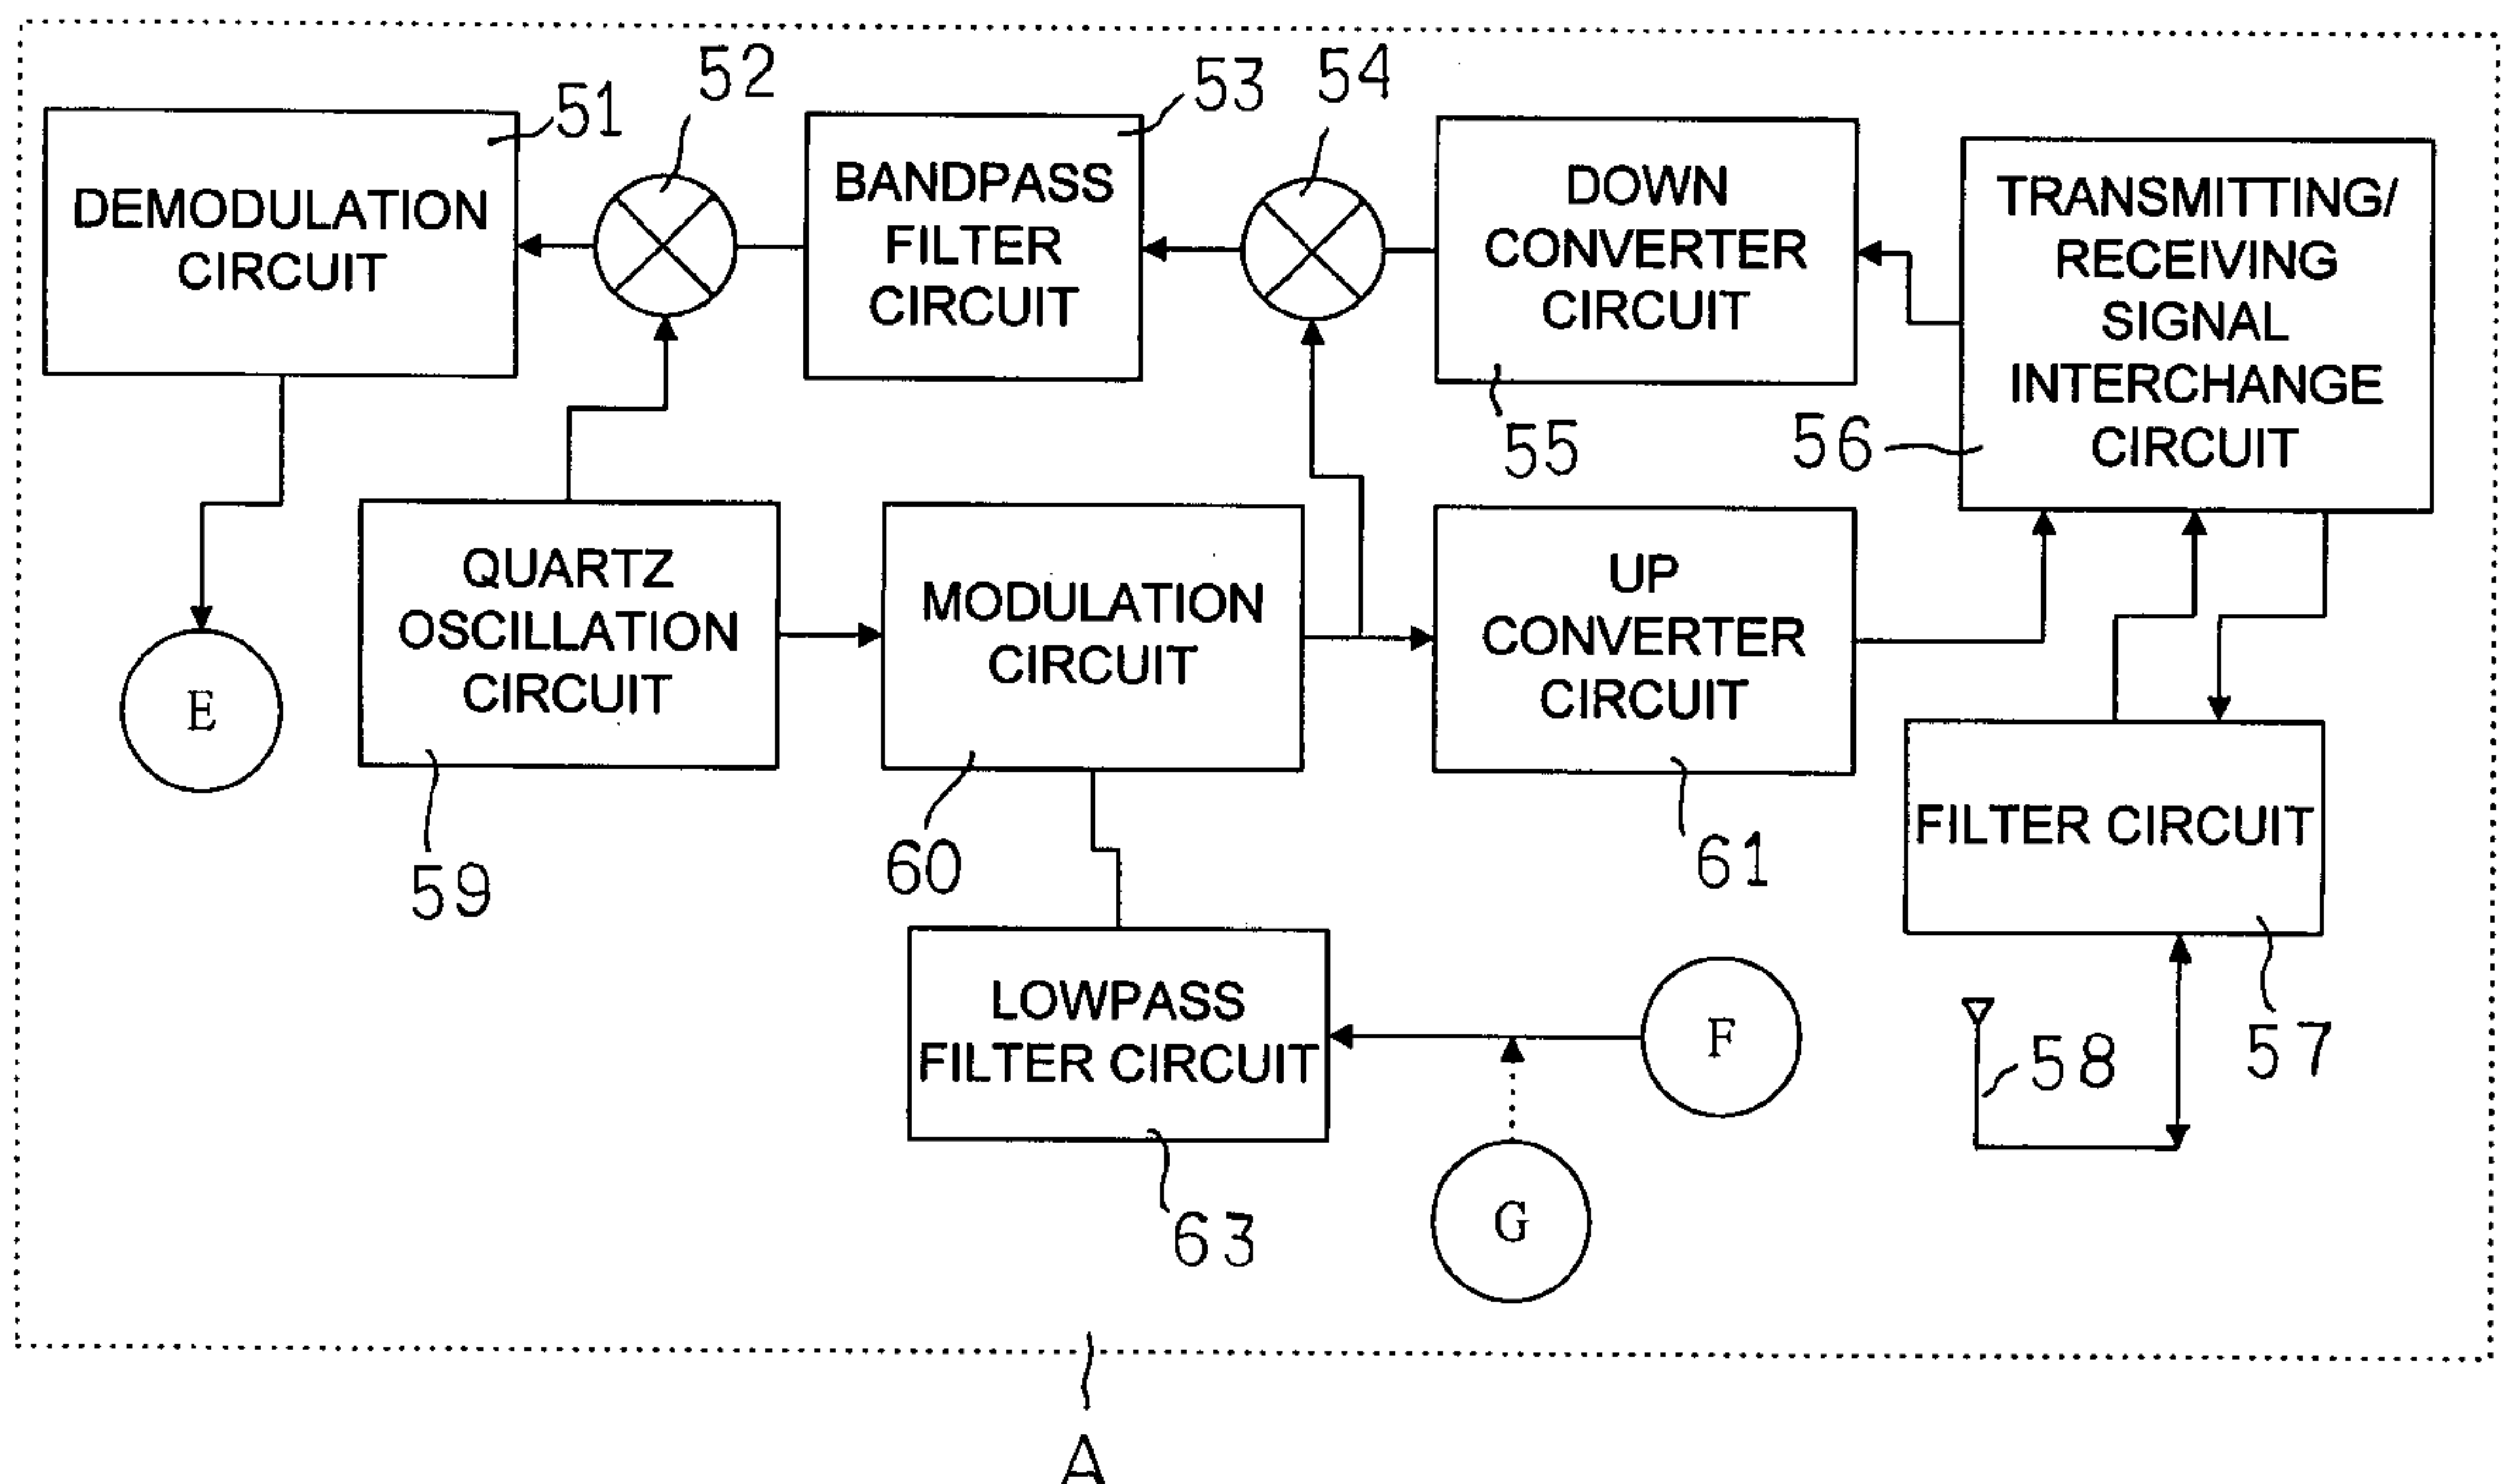 52
54
51
53
DEMODULATION
CIRCUIT
BANDPASS
FILTER
CIRCUIT
DOWN
CONVERTER
CIRCUIT
TRANSMITTING/
RECEIVING
SIGNAL
INTERCHANGE
CIRCUIT
55
56
QUARTZ
OSCILLATION
CIRCUIT
MODULATION
CIRCUIT
UP
CONVERTER
CIRCUIT
E
FILTER CIRCUIT
59
60
61
LOWPASS
FILTER CIRCUIT
F
58
57
63
G
A